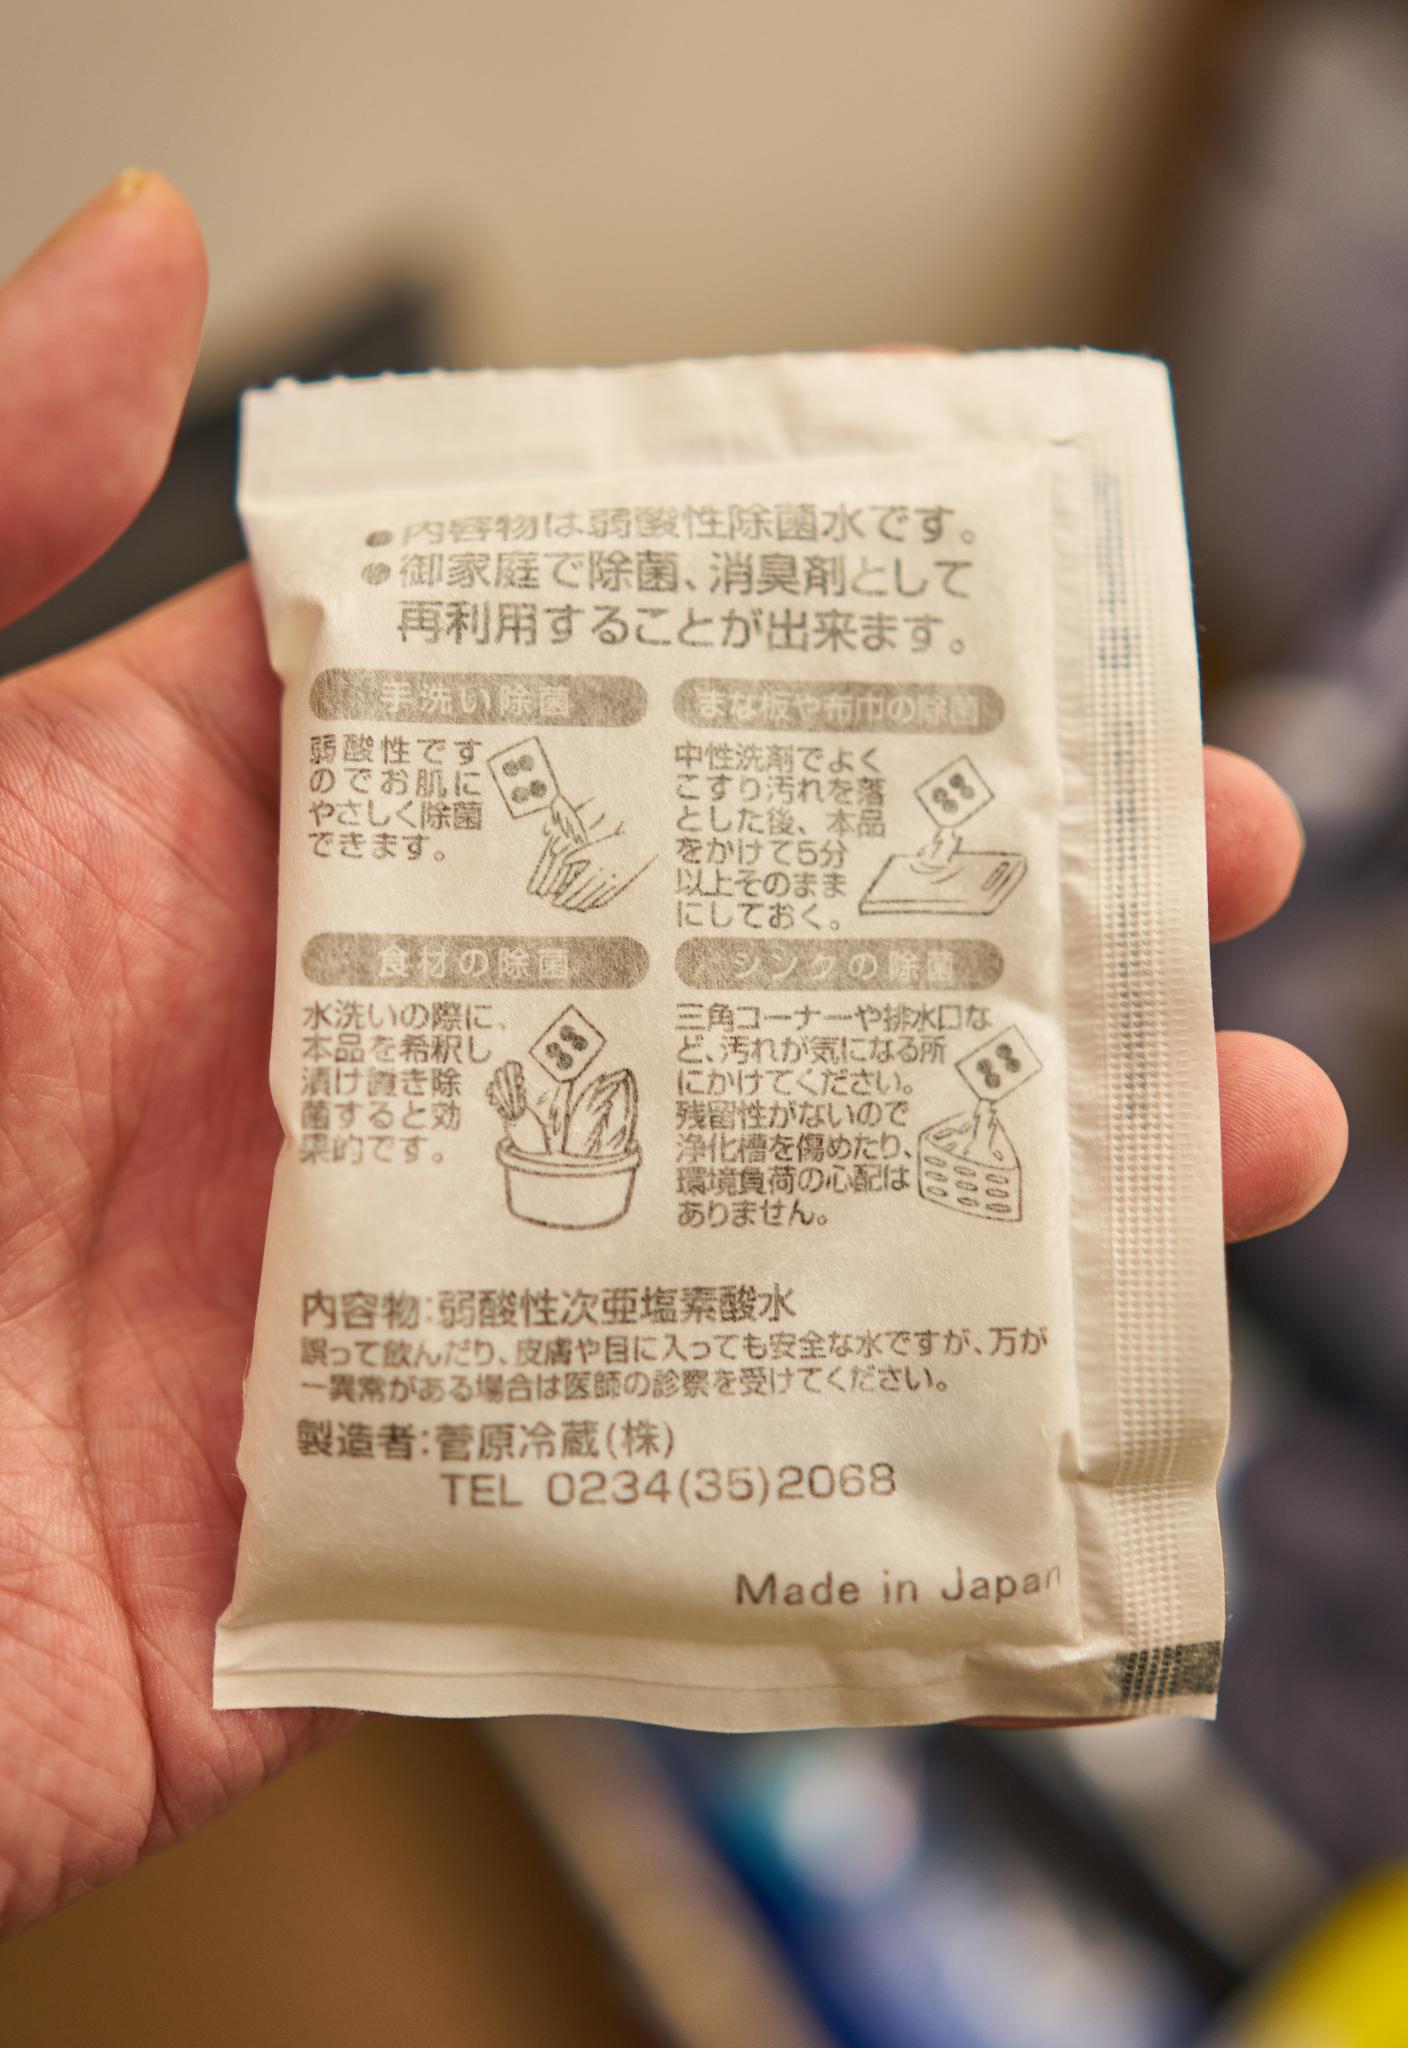 ●内容物は弱酸性除菌水です。
●御家庭で除菌、消臭剤として
再利用することが出来ます。
手洗い除菌
弱酸性です
のでお肌に
やさしく除菌
できます。
まな板や布巾の除菌
中性洗剤でよく
こすり汚れを落
とした後、本品
をかけて5分
以上そのまま
にしておく。
食材の除菌
水洗いの際に、
本品を希釈し
漬け置き除
菌すると効
果的です。
シンクの除菌
三角コーナーや排水口な
ど、汚れが気になる所
にかけてください。
残留性がないので
浄化槽を傷めたり、
環境負荷の心配は
ありません。
内容物:弱酸性次亜塩素酸水
誤って飲んだり、皮膚や目に入っても安全な水ですが、万が
一異常がある場合は医師の診察を受けてください。
製造者:菅原冷蔵(株)
TEL 0234(35)2068
Made in Japan